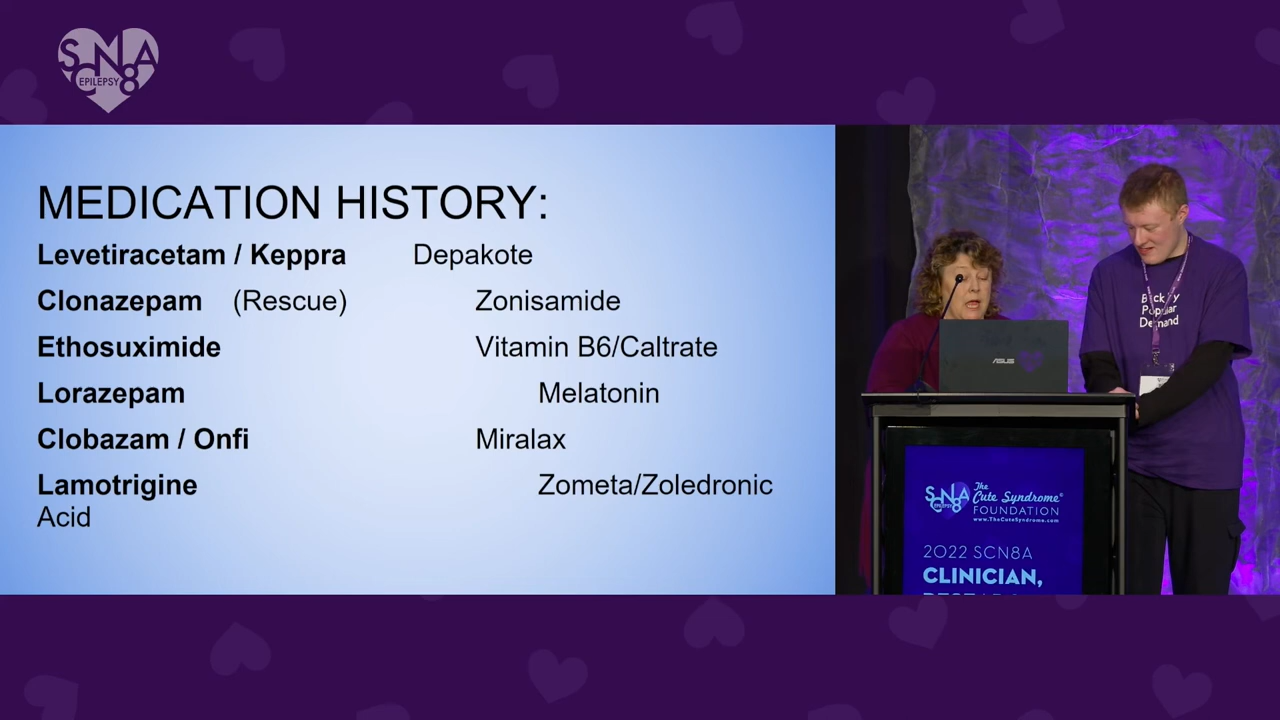 SCN8A
EPILEPSY
MEDICATION HISTORY:
Levetiracetam / Keppra Depakote
Clonazepam (Rescue) Zonisamide
Ethosuximide Vitamin B6/Caltrate
Lorazepam Melatonin
Clobazam / Onfi Miralax
Lamotrigine Zometa/Zoledronic
Acid
Back by
Popular
Demand
ASUS
SCN8A
EPILEPSY
The
Cute Syndrome®
FOUNDATION
www.TheCuteSyndrome.com
2022 SCN8A
CLINICIAN,